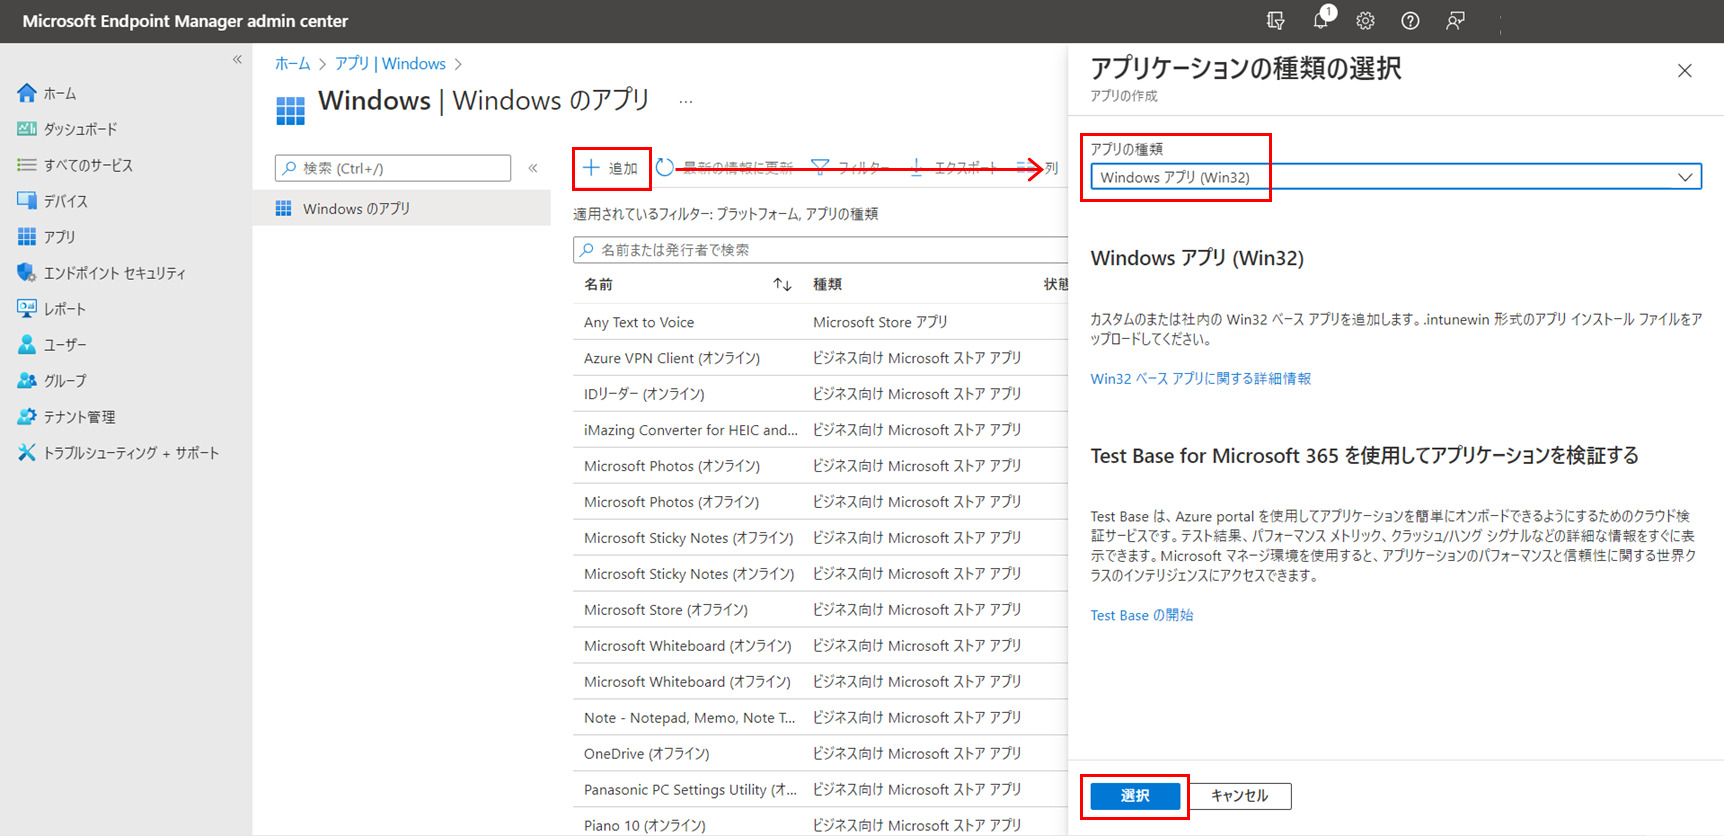 Microsoft Endpoint Manager admin center
1
«
ホーム
ダッシュボード
すべてのサービス
デバイス
アプリ
エンドポイント セキュリティ
レポート
ユーザー
グループ
テナント管理
トラブルシューティング + サポート
ホーム > アプリ | Windows >
Windows | Windows のアプリ ...
検索 (Ctrl+/)
«
Windows のアプリ
追加
最新の情報に更新
フィルター
エクスポート
列
適用されているフィルター: プラットフォーム, アプリの種類
名前または発行者で検索
名前 ↑↓ 種類 状態
Any Text to Voice Microsoft Store アプリ
Azure VPN Client (オンライン) ビジネス向け Microsoft ストア アプリ
IDリーダー (オンライン) ビジネス向け Microsoft ストア アプリ
iMazing Converter for HEIC and... ビジネス向け Microsoft ストア アプリ
Microsoft Photos (オンライン) ビジネス向け Microsoft ストア アプリ
Microsoft Photos (オフライン) ビジネス向け Microsoft ストア アプリ
Microsoft Sticky Notes (オフライン) ビジネス向け Microsoft ストア アプリ
Microsoft Sticky Notes (オンライン) ビジネス向け Microsoft ストア アプリ
Microsoft Store (オフライン) ビジネス向け Microsoft ストア アプリ
Microsoft Whiteboard (オンライン) ビジネス向け Microsoft ストア アプリ
Microsoft Whiteboard (オフライン) ビジネス向け Microsoft ストア アプリ
Note - Notepad, Memo, Note T... ビジネス向け Microsoft ストア アプリ
OneDrive (オフライン) ビジネス向け Microsoft ストア アプリ
Panasonic PC Settings Utility (オ... ビジネス向け Microsoft ストア アプリ
Piano 10 (オンライン) ビジネス向け Microsoft ストア アプリ
アプリケーションの種類の選択
アプリの作成
アプリの種類
Windows アプリ (Win32)
Windows アプリ (Win32)
カスタムのまたは社内の Win32 ベース アプリを追加します。.intunewin 形式のアプリ インストール ファイルをア
ップロードしてください。
Win32 ベース アプリに関する詳細情報
Test Base for Microsoft 365 を使用してアプリケーションを検証する
Test Base は、Azure portal を使用してアプリケーションを簡単にオンボードできるようにするためのクラウド検
証サービスです。テスト結果、パフォーマンス メトリック、クラッシュ/ハング シグナルなどの詳細な情報をすぐに表
示できます。Microsoft マネージ環境を使用すると、アプリケーションのパフォーマンスと信頼性に関する世界ク
ラスのインテリジェンスにアクセスできます。
Test Base の開始
選択
キャンセル